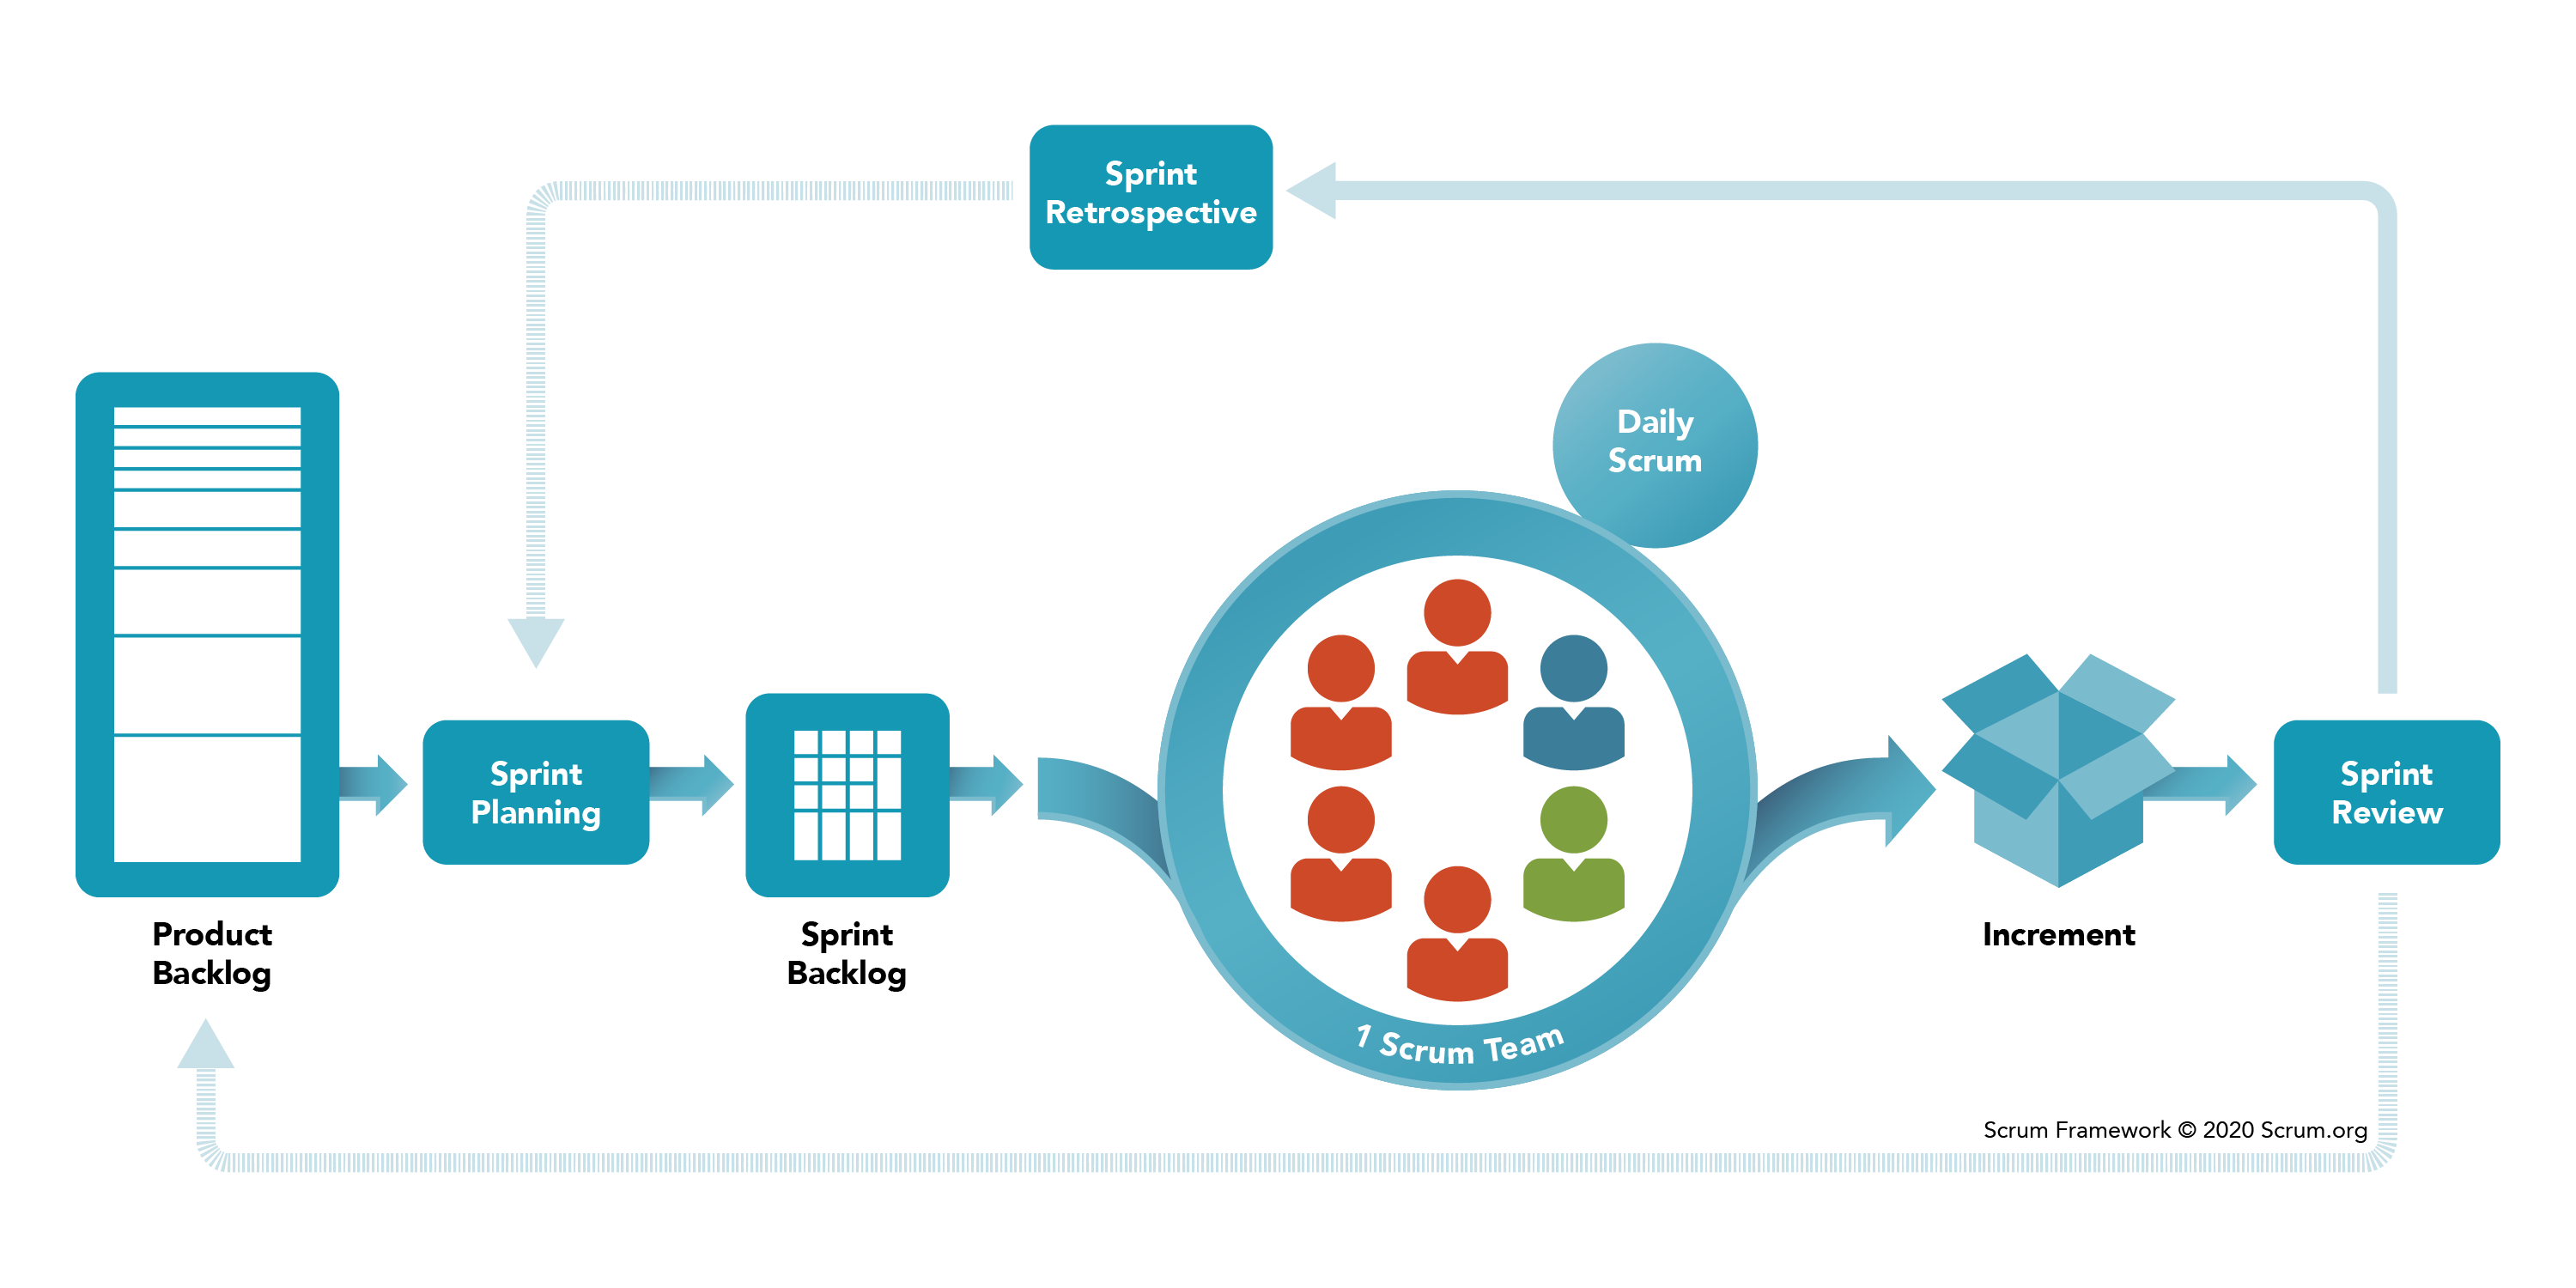 Sprint
Retrospective
Daily
Scrum
Sprint
Planning
Sprint
Review
Product
Backlog
Sprint
Backlog
Increment
1 Scrum Team
Scrum Framework © 2020 Scrum.org